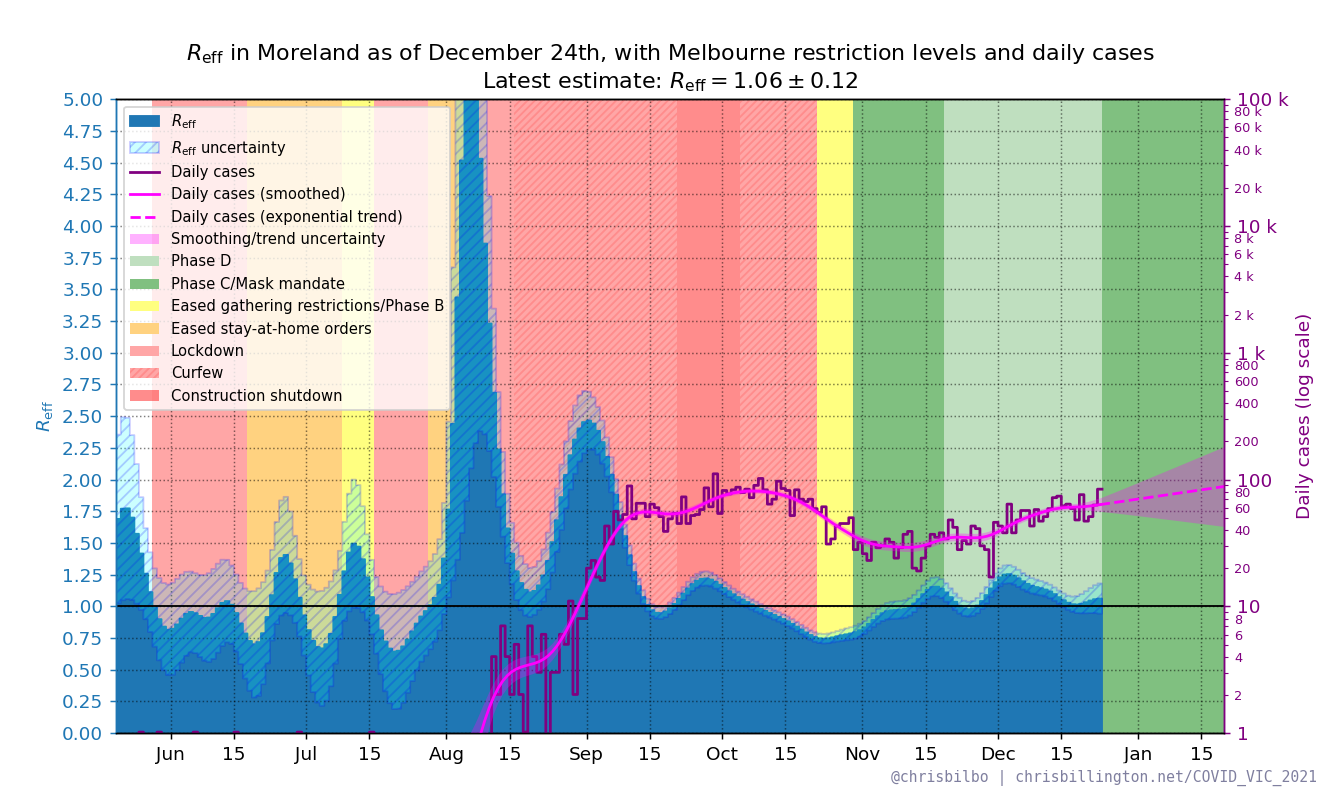 R_eff in Moreland as of December 24th, with Melbourne restriction levels and daily cases
Latest estimate: R_eff = 1.06 ± 0.12
R_eff
5.00
4.75
4.50
4.25
4.00
3.75
3.50
3.25
3.00
2.75
2.50
2.25
2.00
1.75
1.50
1.25
1.00
0.75
0.50
0.25
0.00
R_eff
R_eff uncertainty
Daily cases
Daily cases (smoothed)
Daily cases (exponential trend)
Smoothing/trend uncertainty
Phase D
Phase C/Mask mandate
Eased gathering restrictions/Phase B
Eased stay-at-home orders
Lockdown
Curfew
Construction shutdown
100 k
80 k
60 k
40 k
20 k
10 k
8 k
6 k
4 k
2 k
1 k
800
600
400
200
100
80
60
40
20
10
8
6
4
2
1
Daily cases (log scale)
Jun 15 Jul 15 Aug 15 Sep 15 Oct 15 Nov 15 Dec 15 Jan 15
@chrisbilbo | chrisbillington.net/COVID_VIC_2021